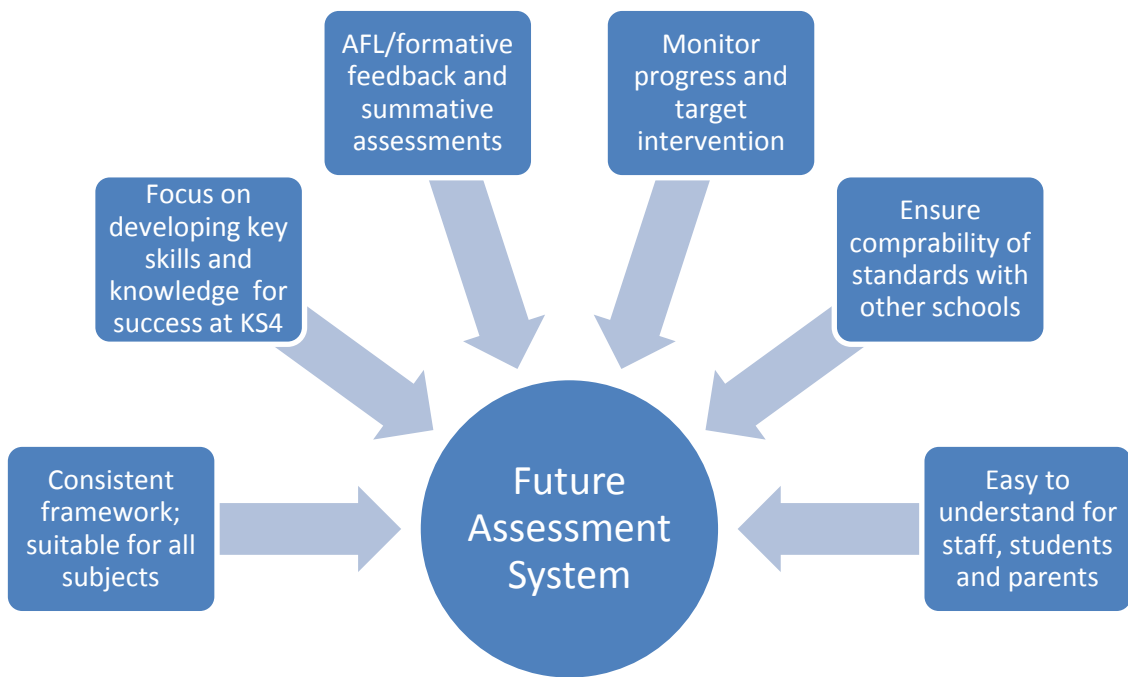 AFL/formative
feedback and
summative
assessments
Monitor
progress and
target
intervention
Focus on
developing key
skills and
knowledge for
success at KS4
Ensure
comprability of
standards with
other schools
Consistent
framework;
suitable for all
subjects
Future
Assessment
System
Easy to
understand for
staff, students
and parents